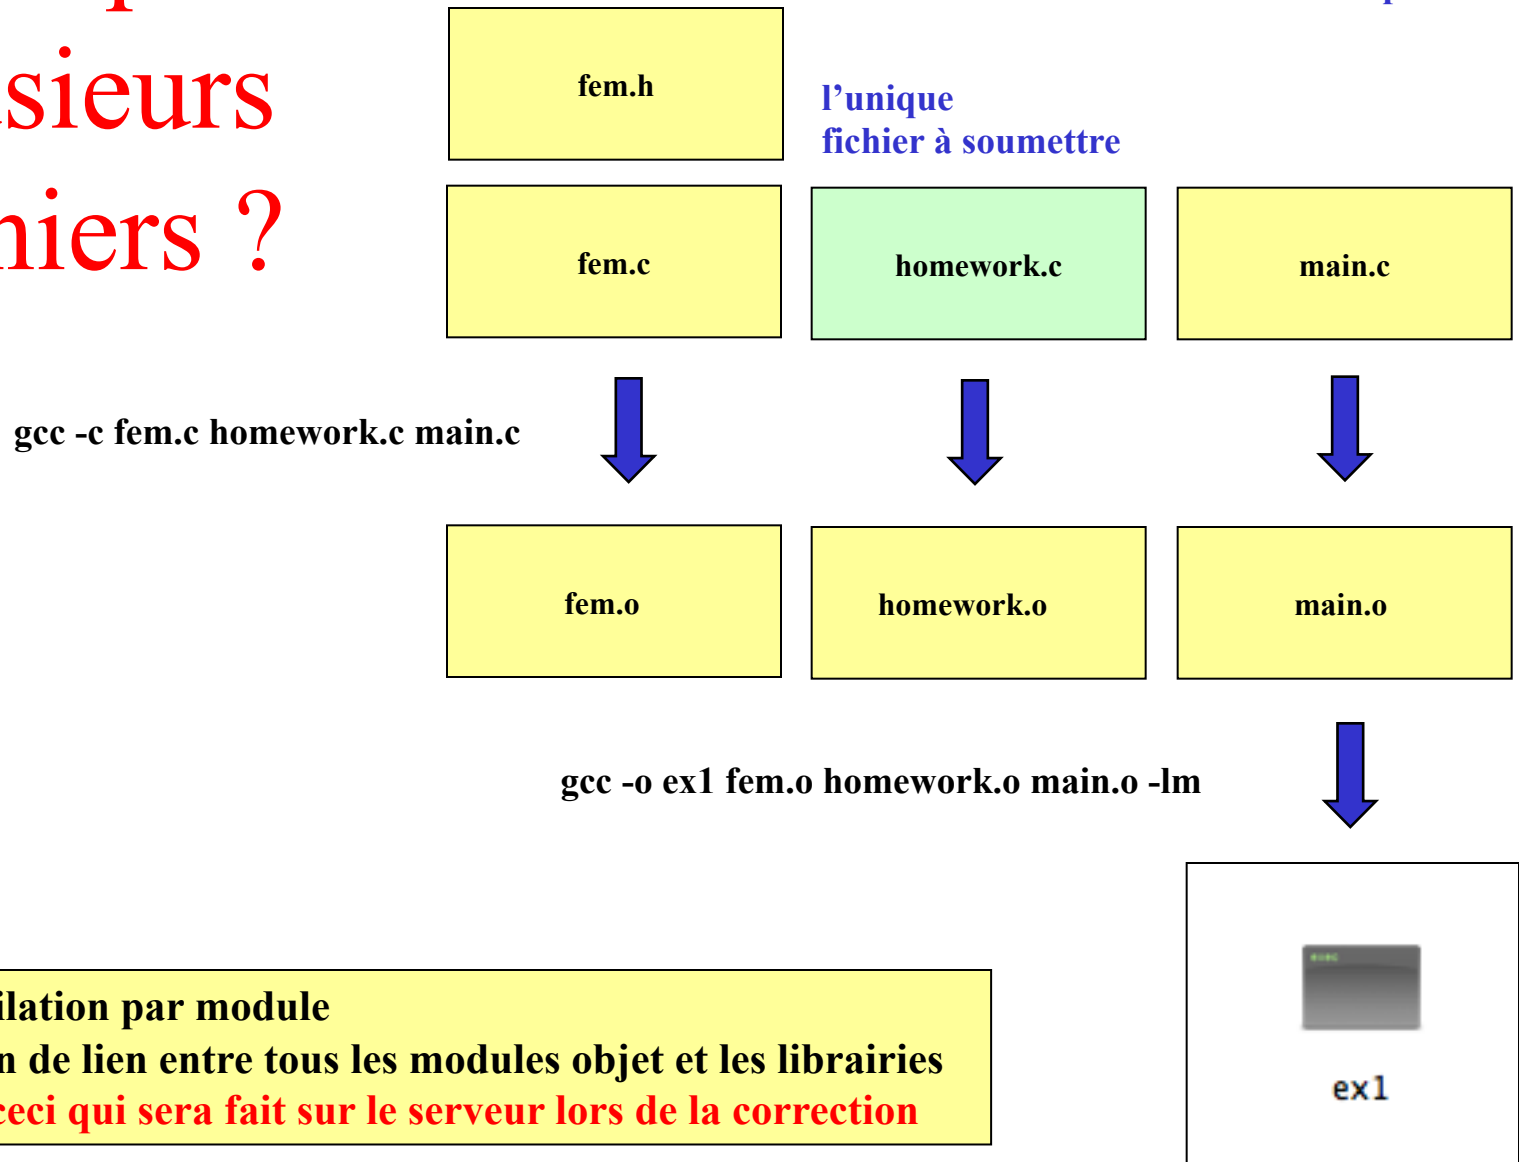 p
p
sieurs
fem.h
l’unique
fichier à soumettre
niers ?
fem.c
homework.c
main.c
gcc -c fem.c homework.c main.c
fem.o
homework.o
main.o
gcc -o ex1 fem.o homework.o main.o -lm
ilation par module
n de lien entre tous les modules objet et les librairies
ceci qui sera fait sur le serveur lors de la correction
exec
ex1